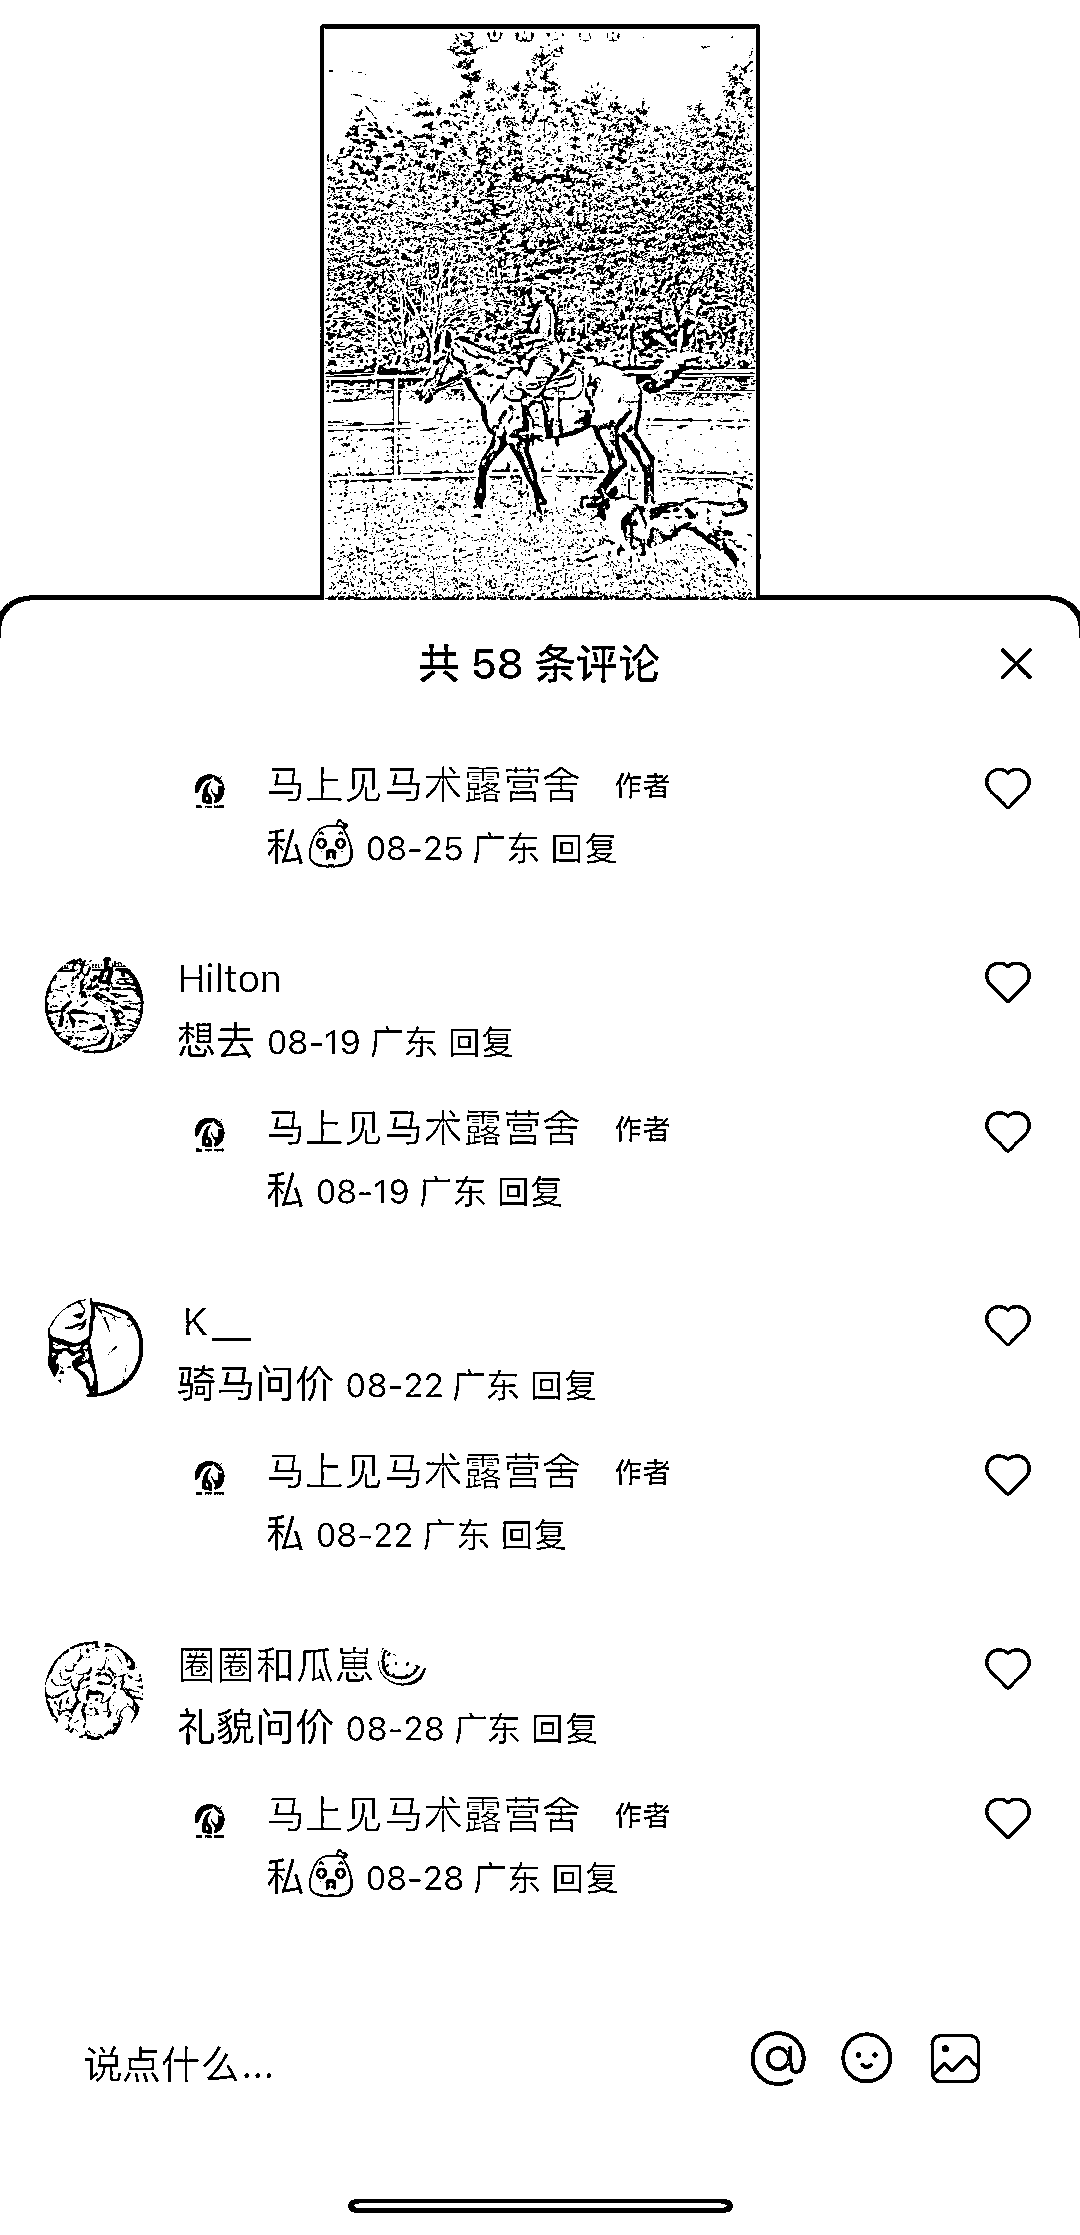 共 58 条评论
马上见马术露营舍 作者
私 08-25 广东 回复
Hilton
想去 08-19 广东 回复
马上见马术露营舍 作者
私 08-19 广东 回复
K__
骑马问价 08-22 广东 回复
马上见马术露营舍 作者
私 08-22 广东 回复
圈圈和瓜崽🍉
礼貌问价 08-28 广东 回复
马上见马术露营舍 作者
私 08-28 广东 回复
说点什么...